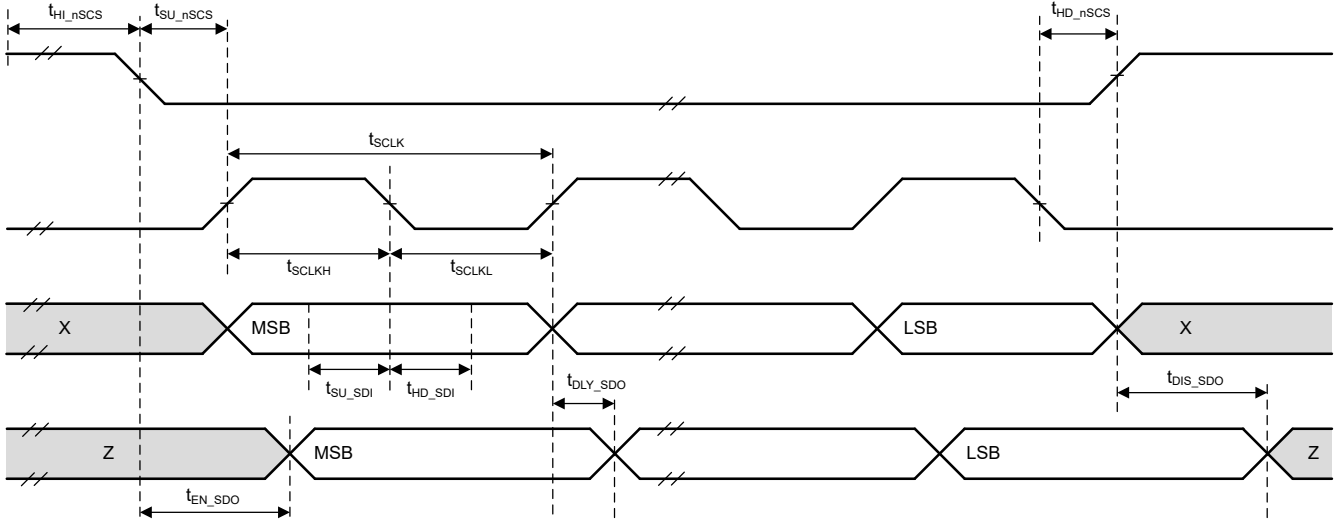 tHI_nSCS tSU_nSCS tHD_nSCS
tSCLK
tSCLKH tSCLKL
X MSB LSB X
tSU_SDI tHD_SDI tDLY_SDO tDIS_SDO
Z MSB LSB Z
tEN_SDO